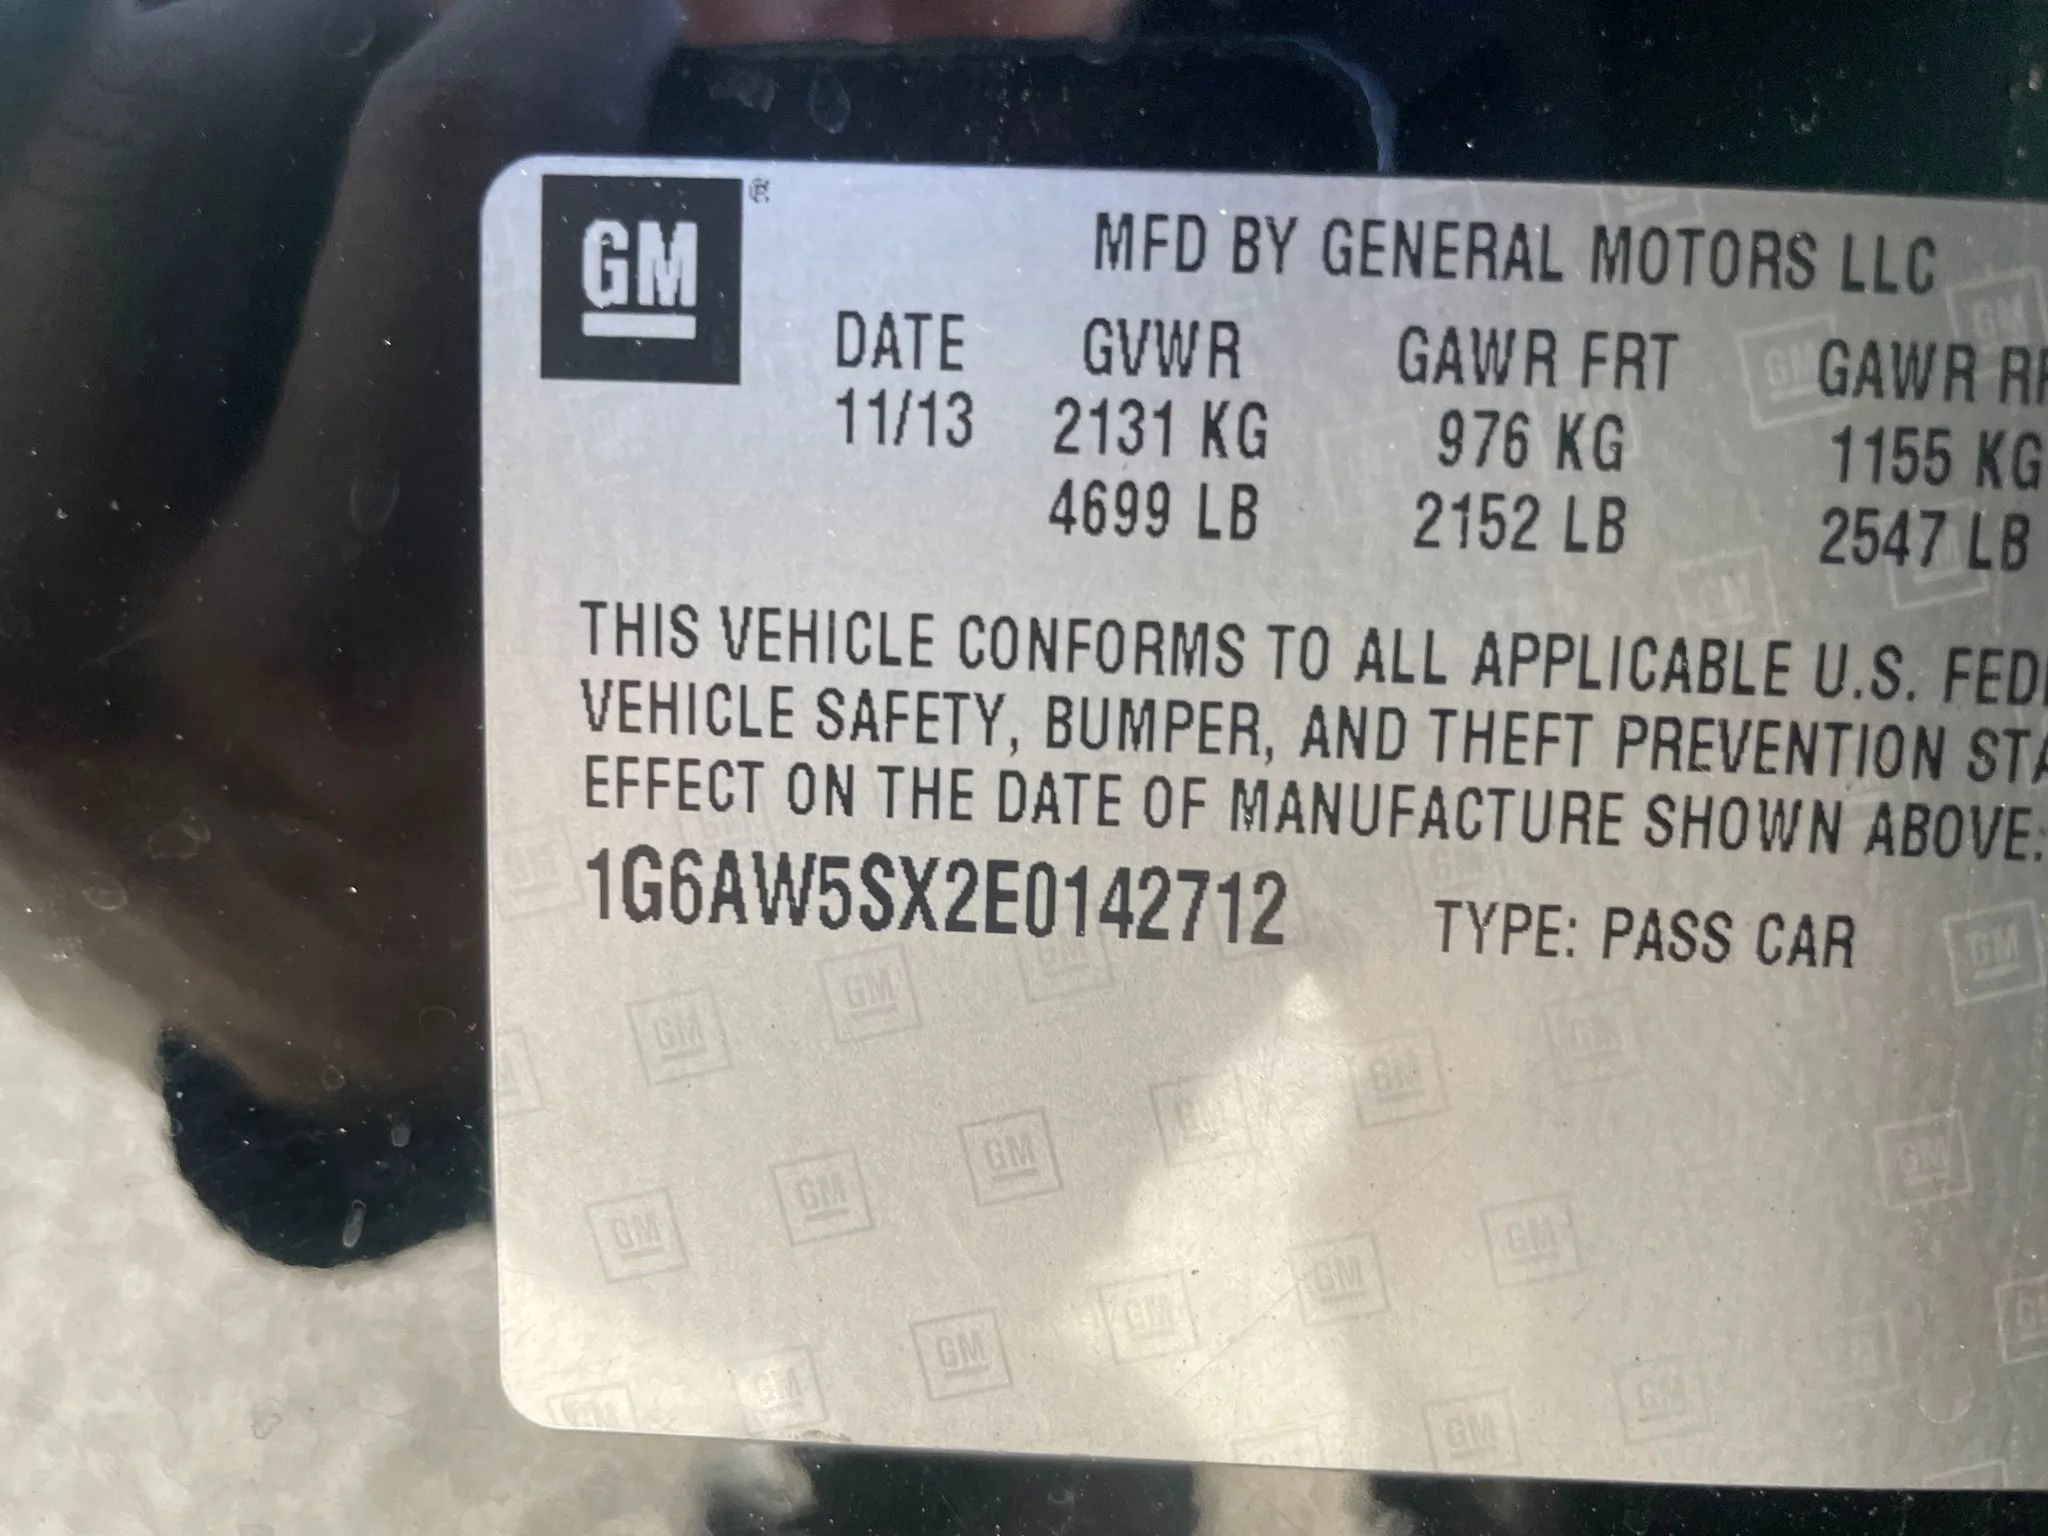 GM ®
MFD BY GENERAL MOTORS LLC
DATE GVWR GAWR FRT GAWR
11/13 2131 KG 976 KG 1155 KG
4699 LB 2152 LB 2547 LB
THIS VEHICLE CONFORMS TO ALL APPLICABLE U.S.
VEHICLE SAFETY, BUMPER, AND THEFT PREVENTION
EFFECT ON THE DATE OF MANUFACTURE SHOWN ABOVE:
1G6AW5SX2E0142712 TYPE: PASS CAR